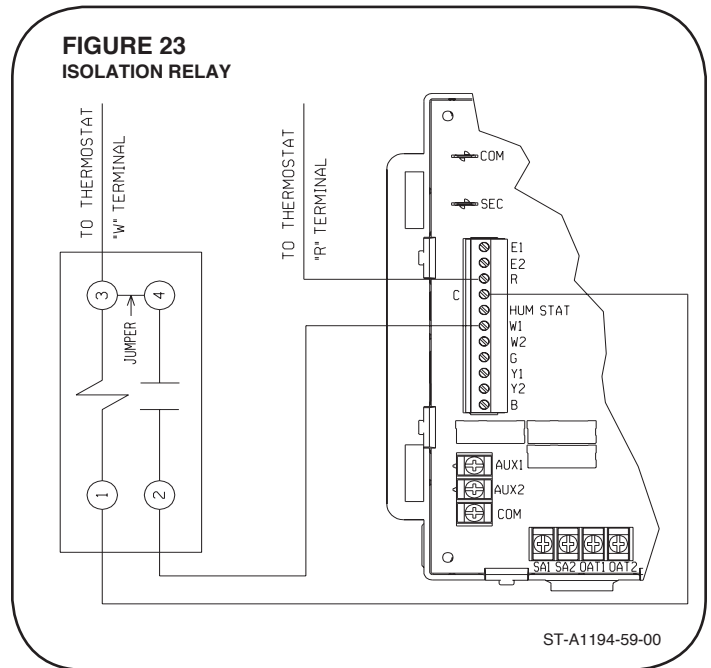 FIGURE 23
ISOLATION RELAY
TO THERMOSTAT
"W" TERMINAL
TO THERMOSTAT
"R" TERMINAL
COM
SEC
E1
E2
R
C
HUM STAT
W1
W2
G
Y1
Y2
B
3
4
JUMPER
1
2
AUX1
AUX2
COM
SA1 SA2 OAT1 OAT2
ST-A1194-59-00